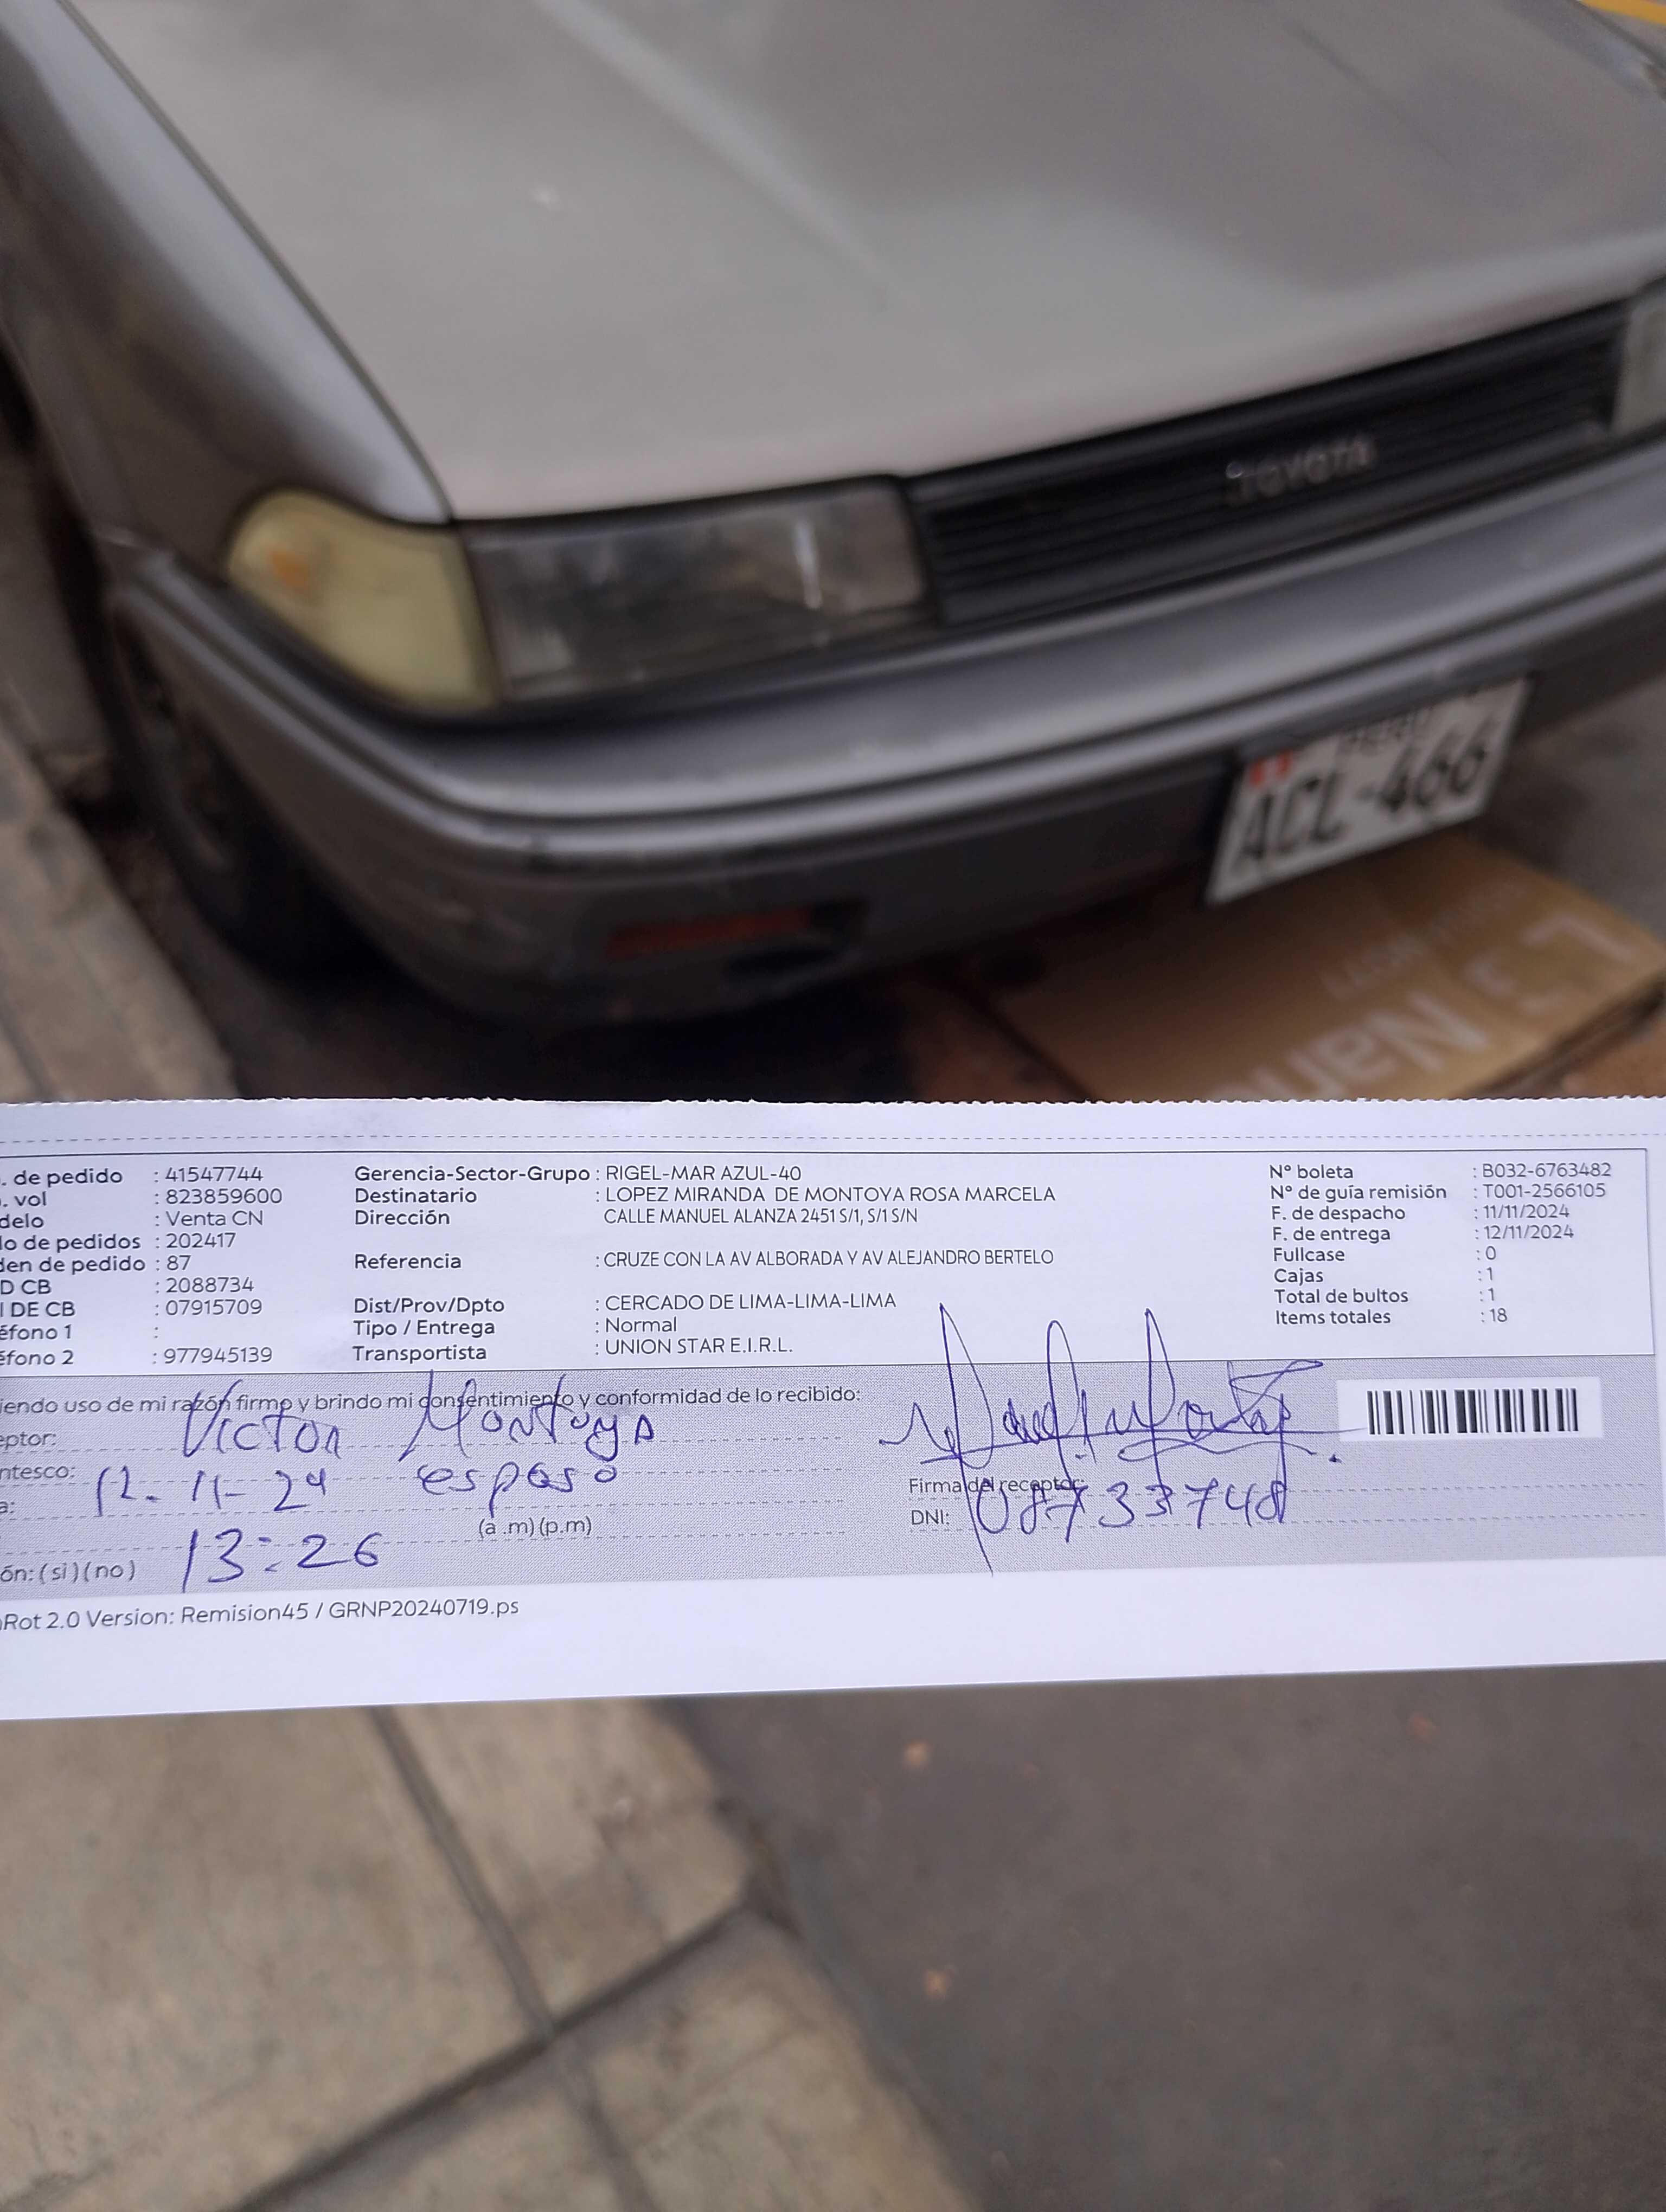 TOYOTA
PERU
ACL-466
. de pedido : 41547744
. vol : 823859600
delo : Venta CN
lo de pedidos : 202417
den de pedido : 87
D CB : 2088734
I DE CB : 07915709
éfono 1 :
éfono 2 : 977945139
Gerencia-Sector-Grupo : RIGEL-MAR AZUL-40
Destinatario : LOPEZ MIRANDA DE MONTOYA ROSA MARCELA
Dirección CALLE MANUEL ALANZA 2451 S/1, S/1 S/N
Referencia : CRUZE CON LA AV ALBORADA Y AV ALEJANDRO BERTELO
Dist/Prov/Dpto : CERCADO DE LIMA-LIMA-LIMA
Tipo / Entrega : Normal
Transportista : UNION STAR E.I.R.L.
N° boleta : B032-6763482
N° de guía remisión : T001-2566105
F. de despacho : 11/11/2024
F. de entrega : 12/11/2024
Fullcase : 0
Cajas : 1
Total de bultos : 1
Items totales : 18
iendo uso de mi razón firmo y brindo mi consentimiento y conformidad de lo recibido:
eptor: Victor Montoya
ntesco: esposo
a: 12-11-24
(a .m) (p.m)
13:26
ón: (si) (no)
Firma del receptor:
DNI: 08733748
Rot 2.0 Version: Remision45 / GRNP20240719.ps